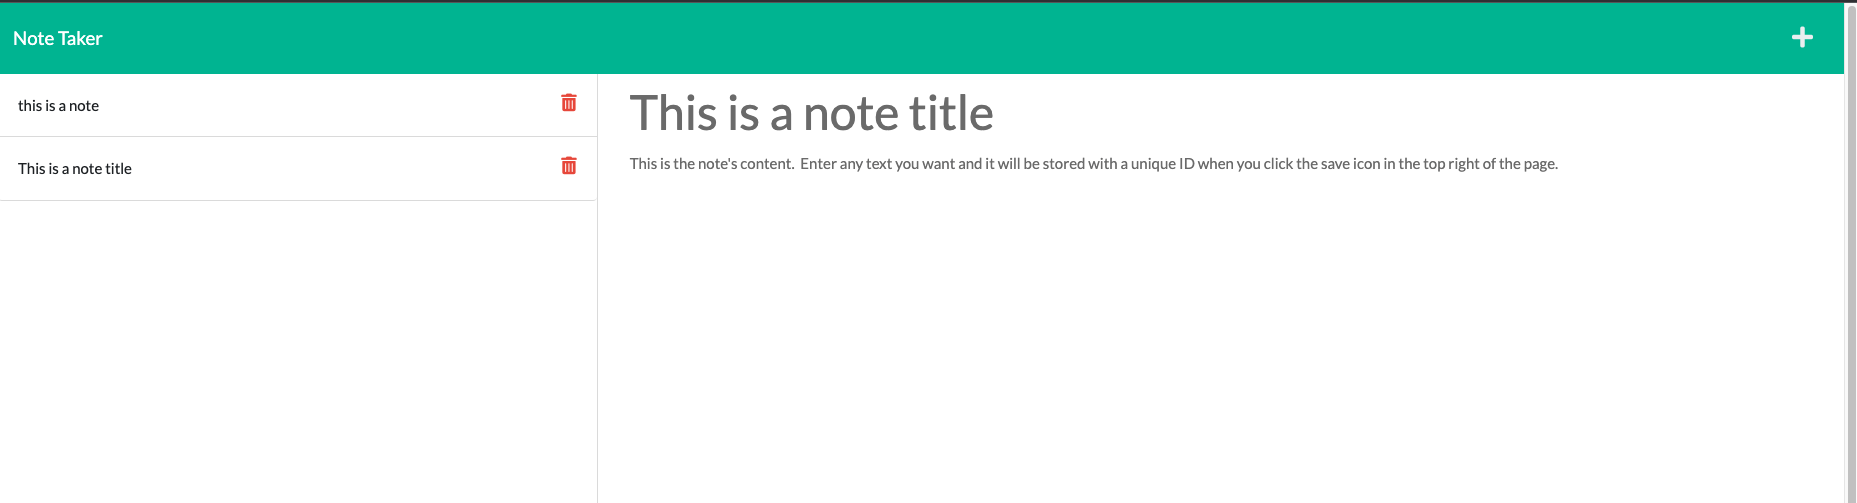 Note Taker
this is a note
This is a note title
This is a note title
This is the note's content.  Enter any text you want and it will be stored with a unique ID when you click the save icon in the top right of the page.